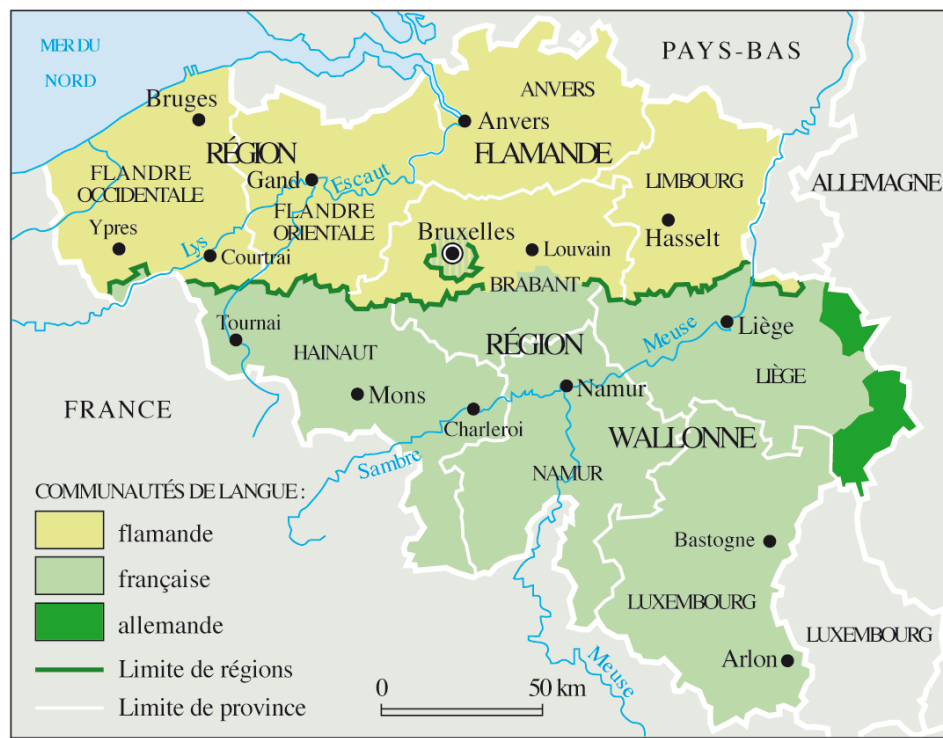 MER DU
NORD
PAYS-BAS
Bruges
ANVERS
Anvers
RÉGION
FLAMANDE
FLANDRE
OCCIDENTALE
Gand
Escaut
LIMBOURG
ALLEMAGNE
FLANDRE
ORIENTALE
Ypres
Lys
Courtrai
Bruxelles
Louvain
Hasselt
BRABANT
Tournai
HAINAUT
RÉGION
Meuse
Liège
LIÈGE
Mons
Namur
FRANCE
Charleroi
WALLONNE
Sambre
NAMUR
COMMUNAUTÉS DE LANGUE :
flamande
française
allemande
Limite de régions
Limite de province
Bastogne
LUXEMBOURG
LUXEMBOURG
Arlon
Meuse
0 50 km